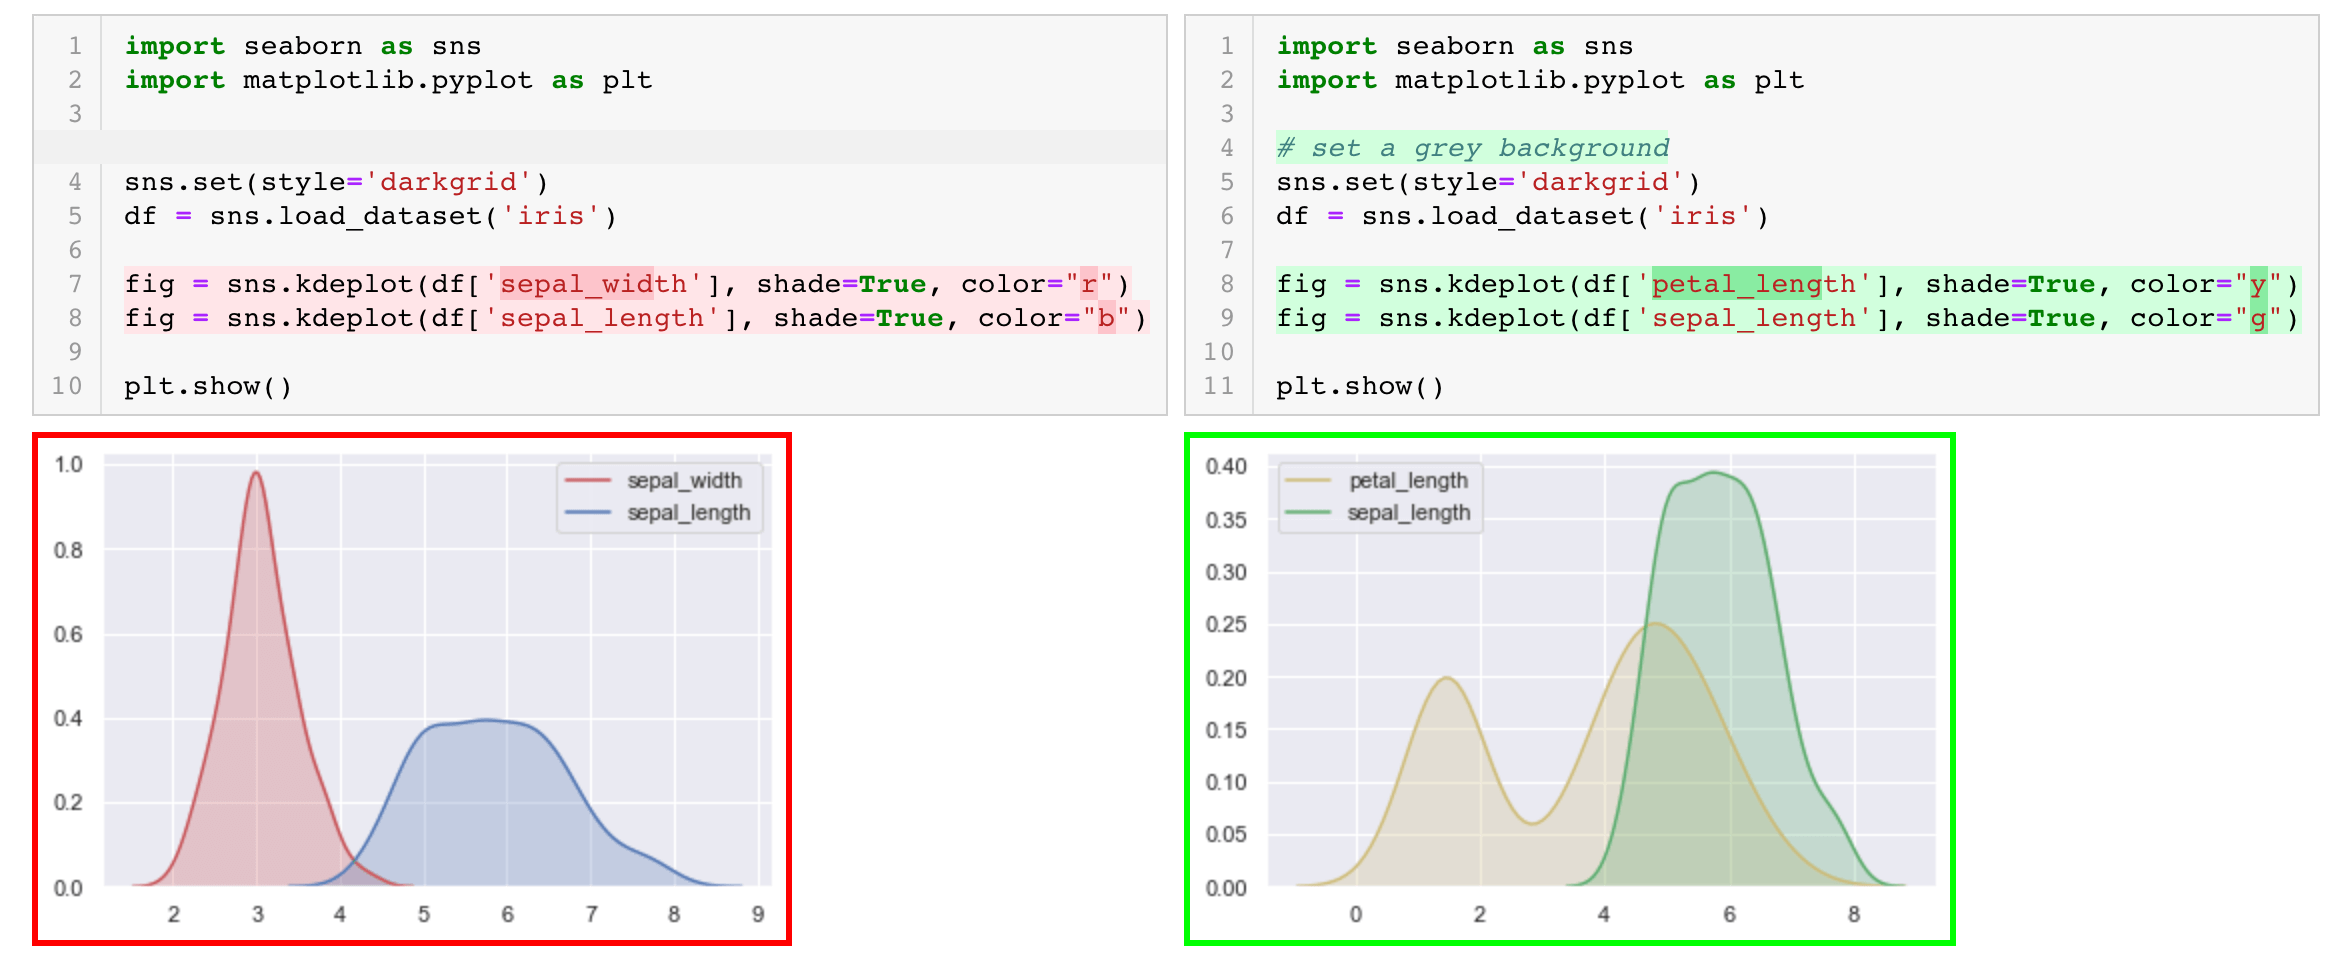 1 import seaborn as sns
2 import matplotlib.pyplot as plt
3
4 sns.set(style='darkgrid')
5 df = sns.load_dataset('iris')
6
7 fig = sns.kdeplot(df['sepal_width'], shade=True, color="r")
8 fig = sns.kdeplot(df['sepal_length'], shade=True, color="b")
9
10 plt.show()
1 import seaborn as sns
2 import matplotlib.pyplot as plt
3
4 # set a grey background
5 sns.set(style='darkgrid')
6 df = sns.load_dataset('iris')
7
8 fig = sns.kdeplot(df['petal_length'], shade=True, color="y")
9 fig = sns.kdeplot(df['sepal_length'], shade=True, color="g")
10
11 plt.show()
1.0
0.8
0.6
0.4
0.2
0.0
sepal_width
sepal_length
2 3 4 5 6 7 8 9
0.40
0.35
0.30
0.25
0.20
0.15
0.10
0.05
0.00
petal_length
sepal_length
0 2 4 6 8